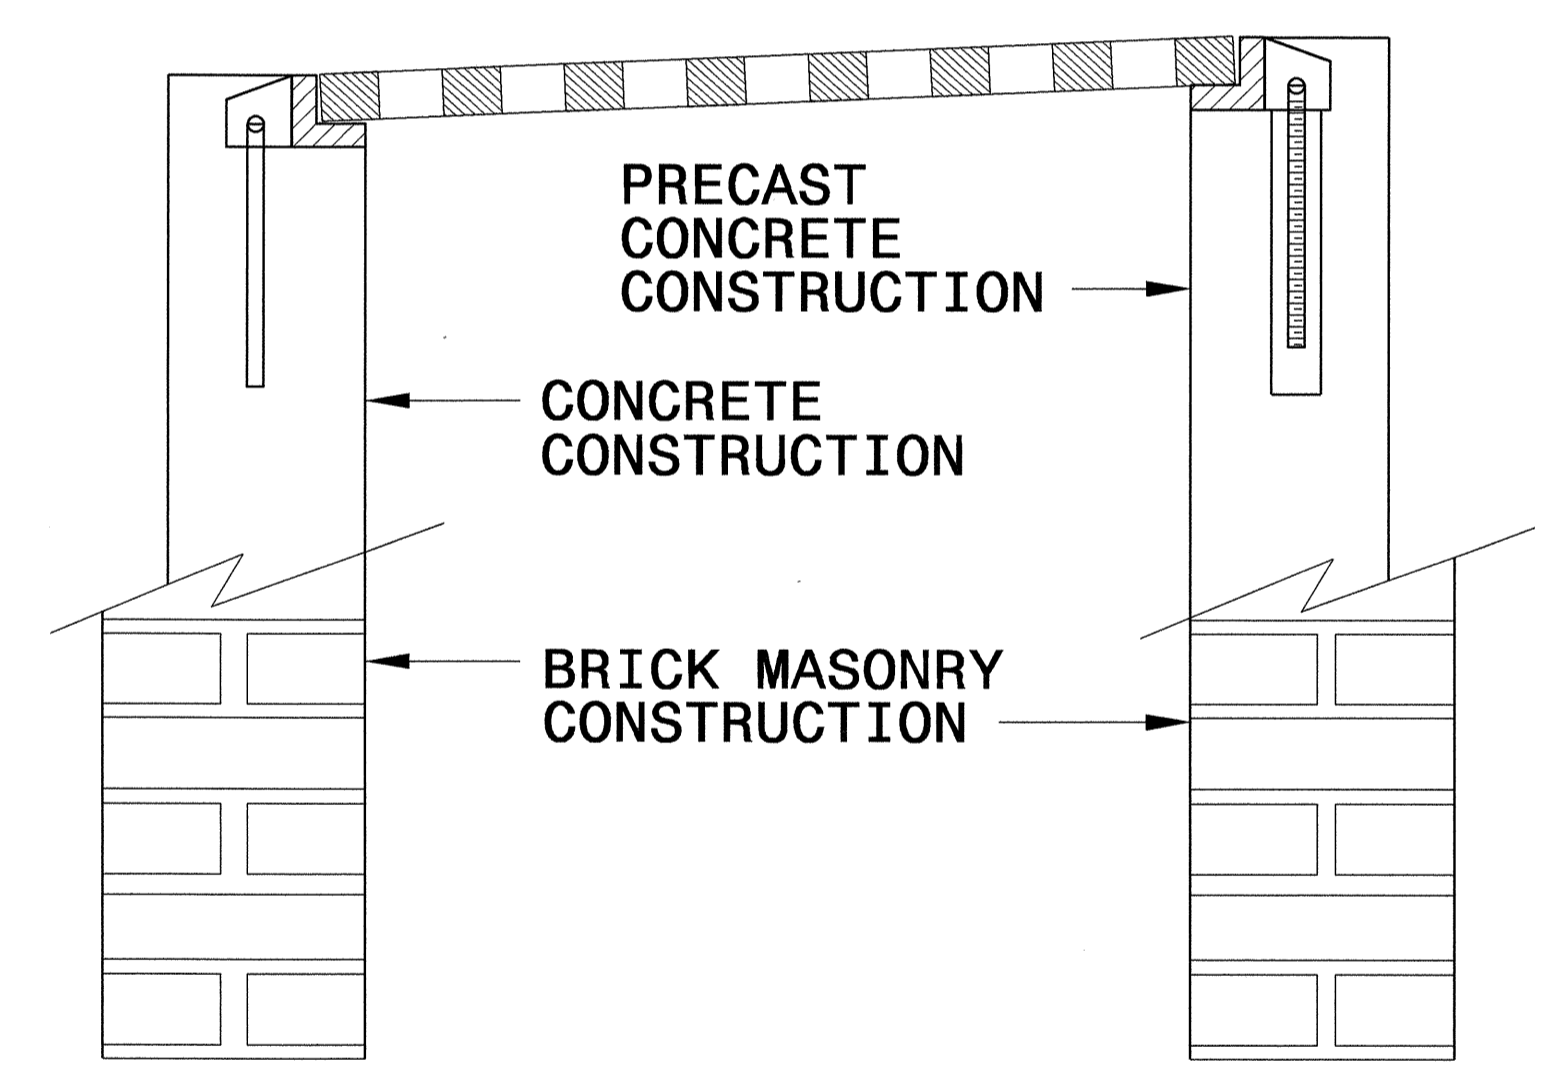 PRECAST
CONCRETE
CONSTRUCTION
CONCRETE
CONSTRUCTION
BRICK MASONRY
CONSTRUCTION